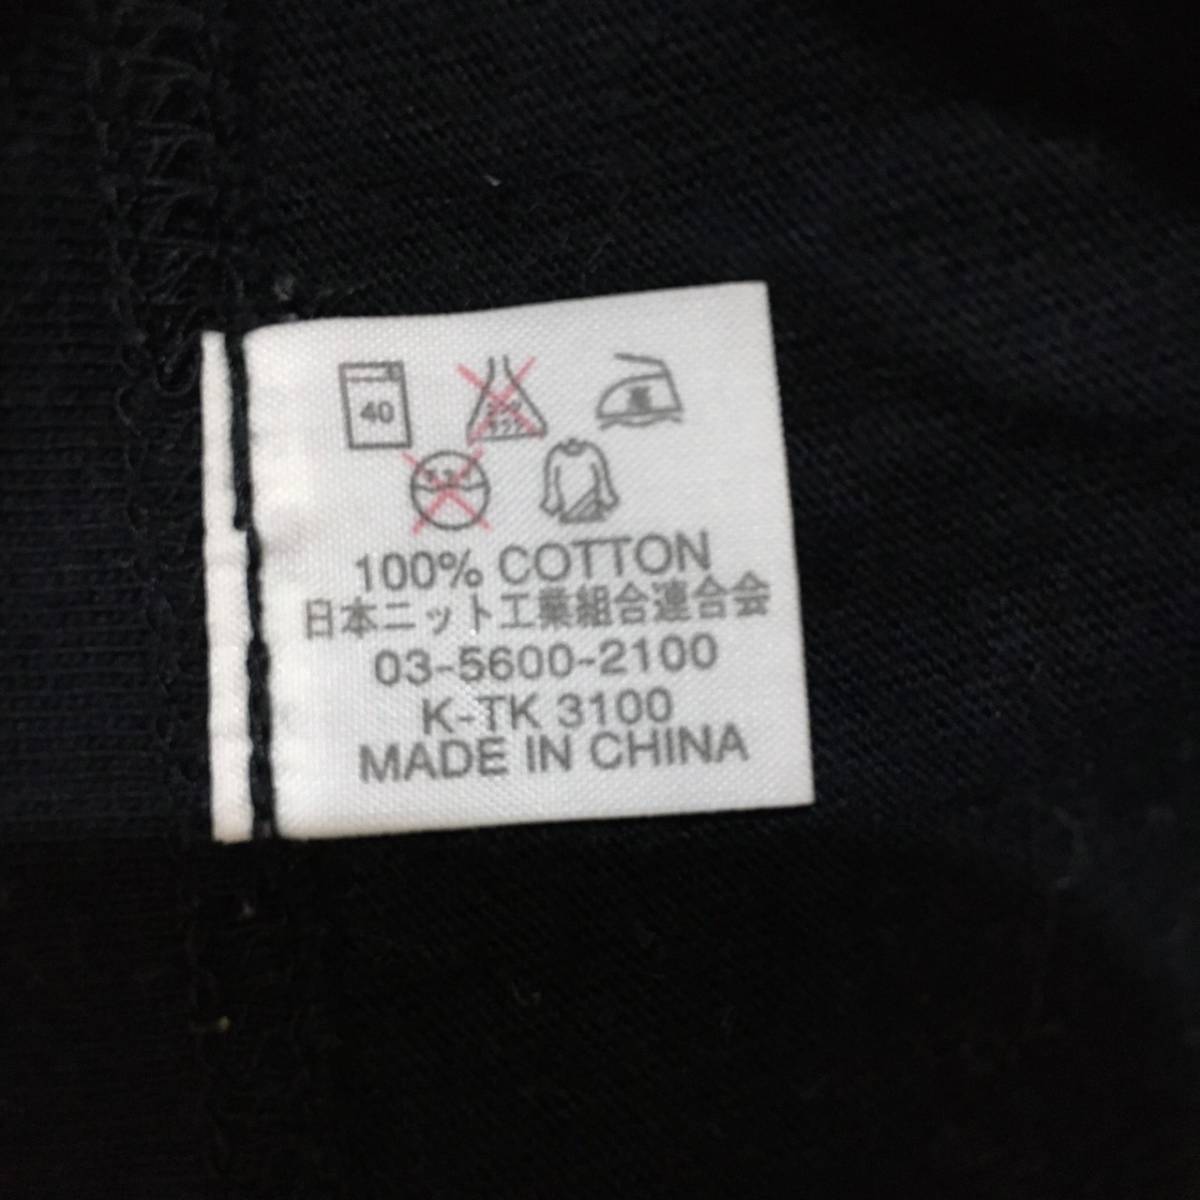 40
100% COTTON
日本ニット工業組合連合会
03-5600-2100
K-TK 3100
MADE IN CHINA